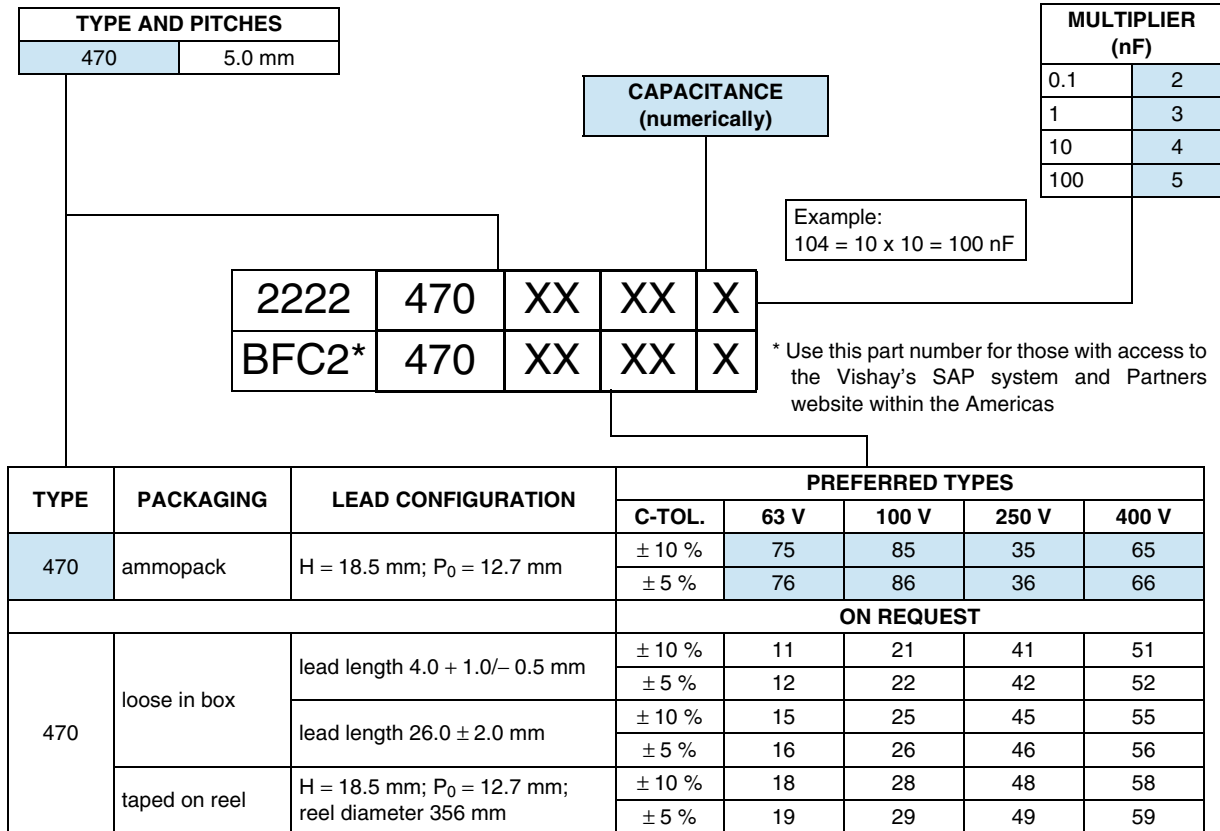 TYPE AND PITCHES
470 5.0 mm
MULTIPLIER
(nF)
0.1 2
1 3
10 4
100 5
CAPACITANCE
(numerically)
Example:
104 = 10 x 10 = 100 nF
2222 470 XX XX X
BFC2* 470 XX XX X
* Use this part number for those with access to
the Vishay's SAP system and Partners
website within the Americas
TYPE PACKAGING LEAD CONFIGURATION PREFERRED TYPES
C-TOL. 63 V 100 V 250 V 400 V
470 ammopack H = 18.5 mm; P0 = 12.7 mm ± 10 % 75 85 35 65
± 5 % 76 86 36 66
ON REQUEST
470 loose in box lead length 4.0 + 1.0/− 0.5 mm ± 10 % 11 21 41 51
± 5 % 12 22 42 52
lead length 26.0 ± 2.0 mm ± 10 % 15 25 45 55
± 5 % 16 26 46 56
taped on reel H = 18.5 mm; P0 = 12.7 mm; ± 10 % 18 28 48 58
reel diameter 356 mm ± 5 % 19 29 49 59